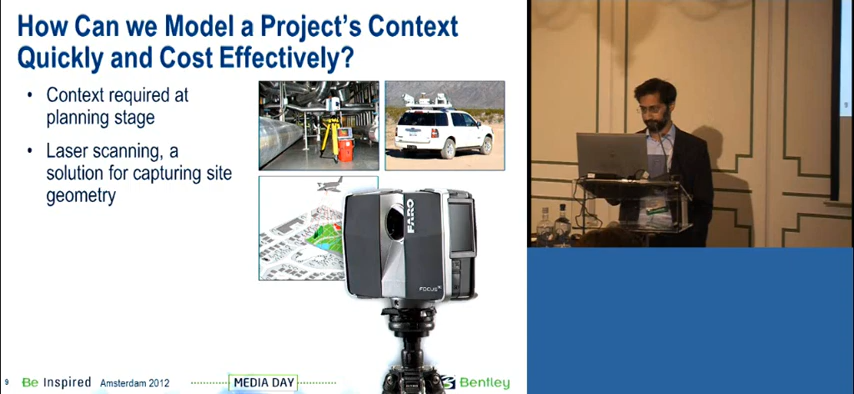 How Can we Model a Project's Context
Quickly and Cost Effectively?
• Context required at
planning stage
• Laser scanning, a
solution for capturing site
geometry
FARO
FOCUS
9 Be Inspired Amsterdam 2012
MEDIA DAY
Bentley